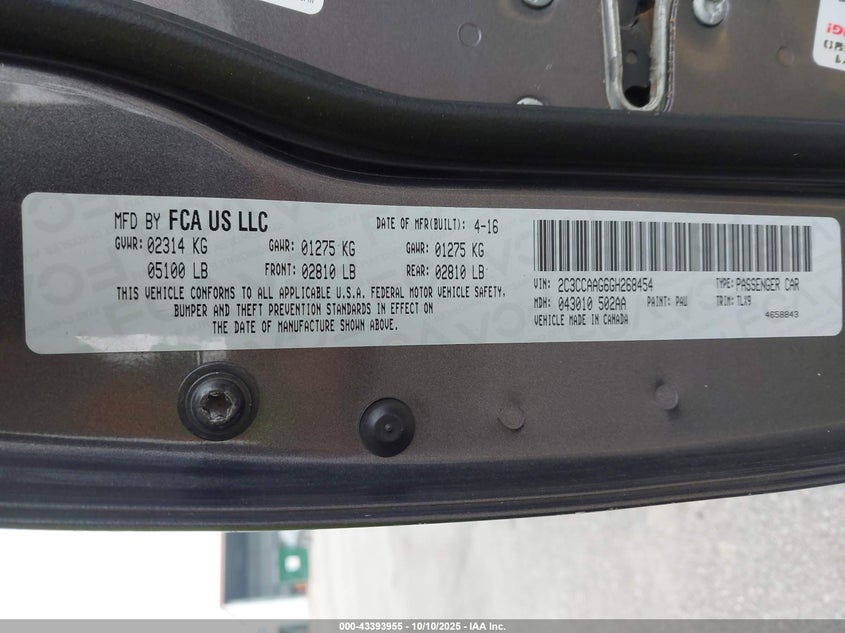 MFD BY FCA US LLC
DATE OF MFR(BUILT): 4-16
GVWR: 02314 KG GAWR: 01275 KG GAWR: 01275 KG
05100 LB FRONT: 02810 LB REAR: 02810 LB
THIS VEHICLE CONFORMS TO ALL APPLICABLE U.S.A. FEDERAL MOTOR VEHICLE SAFETY,
BUMPER AND THEFT PREVENTION STANDARDS IN EFFECT ON
THE DATE OF MANUFACTURE SHOWN ABOVE.
VIN: 2C3CCAAG6GH268454 TYPE: PASSENGER CAR
MDH: 043010 502AA PAINT: PAU TRIM: TLX9
VEHICLE MADE IN CANADA 4658843
000-43393955 - 10/10/2025 - IAA Inc.